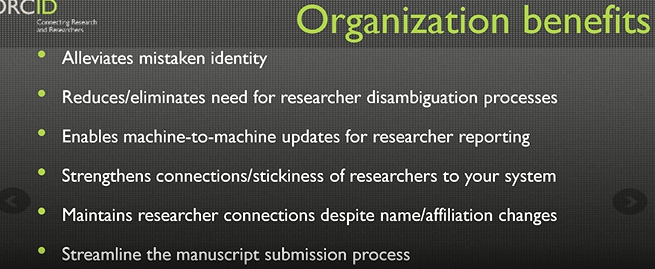 ORCID
Organization benefits
Connecting Research
and Researchers
Alleviates mistaken identity
Reduces/eliminates need for researcher disambiguation processes
Enables machine-to-machine updates for researcher reporting
Strengthens connections/stickiness of researchers to your system
Maintains researcher connections despite name/affiliation changes
Streamline the manuscript submission process